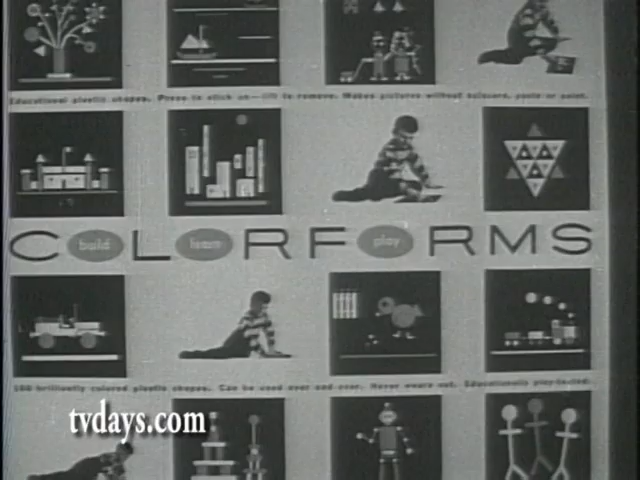 Educational plastic shapes. Press to stick on—lift to remove. Makes pictures without scissors, paste or paint.
COLORFORMS
build
learn
play
100 brilliantly colored plastic shapes. Can be used over and over. Never wears out. Educationally play-tested.
tvdays.com